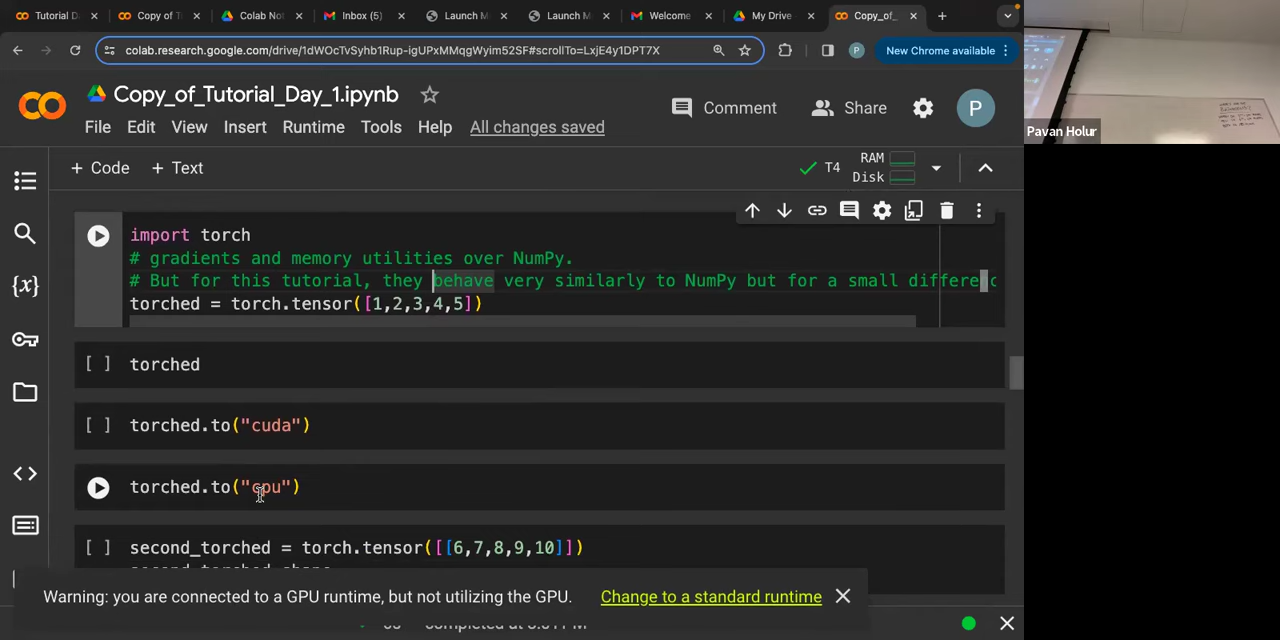 Tutorial D
Copy of T
Colab Not
Inbox (5)
Launch M
Launch M
Welcome
My Drive
Copy_of_
colab.research.google.com/drive/1dWOcTvSyhb1Rup-igUPxMMqgWyim52SF#scrollTo=LxjE4y1DPT7X
P
New Chrome available
Copy_of_Tutorial_Day_1.ipynb
Comment
Share
P
File Edit View Insert Runtime Tools Help All changes saved
+ Code + Text
T4
RAM
Disk
import torch
# gradients and memory utilities over NumPy.
# But for this tutorial, they behave very similarly to NumPy but for a small differenc
torched = torch.tensor([1,2,3,4,5])
[ ] torched
[ ] torched.to("cuda")
torched.to("cpu")
[ ] second_torched = torch.tensor([[6,7,8,9,10]])
second_torched.shape
Warning: you are connected to a GPU runtime, but not utilizing the GPU. Change to a standard runtime
Pavan Holur